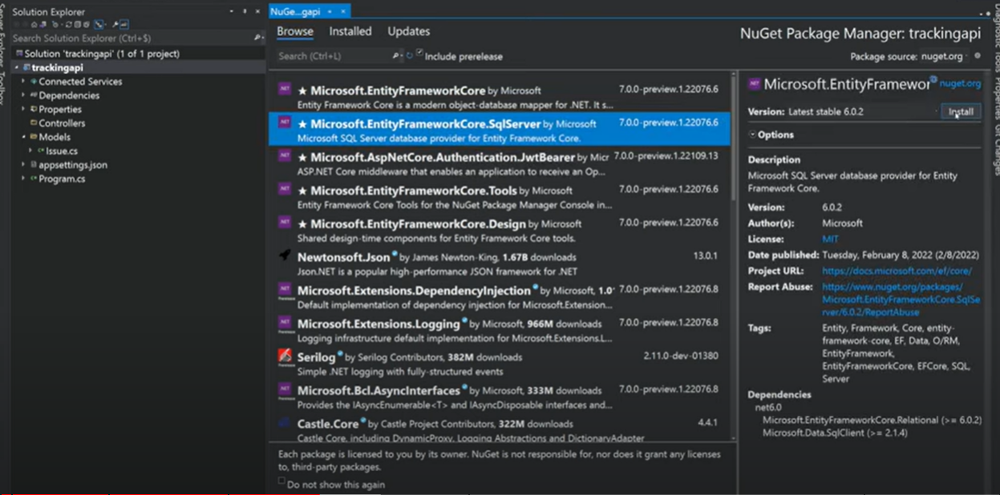 Solution Explorer
Search Solution Explorer (Ctrl+$)
Solution 'trackingapi' (1 of 1 project)
trackingapi
Connected Services
Dependencies
Properties
Controllers
Models
Issue.cs
appsettings.json
Program.cs
Server Explorer Toolbox
NuGe...gapi
Browse Installed Updates
NuGet Package Manager: trackingapi
Search (Ctrl+L)
Include prerelease
Package source: nuget.org
Microsoft.EntityFrameworkCore by Microsoft 7.0.0-preview.1.22076.6
Entity Framework Core is a modern object-database mapper for .NET. It s...
Microsoft.EntityFrameworkCore.SqlServer by Microsoft 7.0.0-preview.1.22076.6
Microsoft SQL Server database provider for Entity Framework Core.
Microsoft.AspNetCore.Authentication.JwtBearer by Micr 7.0.0-preview.1.22109.13
ASP.NET Core middleware that enables an application to receive an Op...
Microsoft.EntityFrameworkCore.Tools by Microsoft 7.0.0-preview.1.22076.6
Entity Framework Core Tools for the NuGet Package Manager Console in...
Microsoft.EntityFrameworkCore.Design by Microsoft 7.0.0-preview.1.22076.6
Shared design-time components for Entity Framework Core tools.
Newtonsoft.Json by James Newton-King, 1.67B downloads 13.0.1
Json.NET is a popular high-performance JSON framework for .NET
Microsoft.Extensions.DependencyInjection by Microsoft, 1.0 7.0.0-preview.1.22076.8
Default implementation of dependency injection for Microsoft.Extension...
Microsoft.Extensions.Logging by Microsoft, 966M downloads 7.0.0-preview.1.22076.8
Logging infrastructure default implementation for Microsoft.Extensions.L...
Serilog by Serilog Contributors, 382M downloads 2.11.0-dev-01380
Simple .NET logging with fully-structured events
Microsoft.Bcl.AsyncInterfaces by Microsoft, 333M downloads 7.0.0-preview.1.22076.8
Provides the IAsyncEnumerable<T> and IAsyncDisposable interfaces and...
Castle.Core by Castle Project Contributors, 322M downloads 4.4.1
Castle Core, including DynamicProxy, Logging Abstractions and DictionaryAdapter
Each package is licensed to you by its owner. NuGet is not responsible for, nor does it grant any licenses
to, third-party packages.
Do not show this again
Microsoft.EntityFramewor nuget.org
Version: Latest stable 6.0.2 Install
Options
Description
Microsoft SQL Server database provider for Entity
Framework Core.
Version: 6.0.2
Author(s): Microsoft
License: MIT
Date published: Tuesday, February 8, 2022 (2/8/2022)
Project URL: https://docs.microsoft.com/ef/core/
Report Abuse: https://www.nuget.org/packages/
Microsoft.EntityFrameworkCore.SqlSe
rver/6.0.2/ReportAbuse
Tags: Entity, Framework, Core, entity-
framework-core, EF, Data, O/RM,
EntityFramework,
EntityFrameworkCore, EFCore, SQL,
Server
Dependencies
net6.0
Microsoft.EntityFrameworkCore.Relational (>= 6.0.2)
Microsoft.Data.SqlClient (>= 2.1.4)
Diagnostic Tools Properties Git Changes